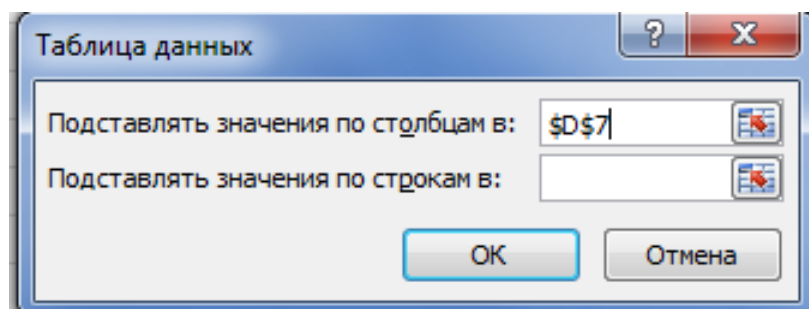 Таблица данных
Подставлять значения по столбцам в: $D$7
Подставлять значения по строкам в:
ОК Отмена